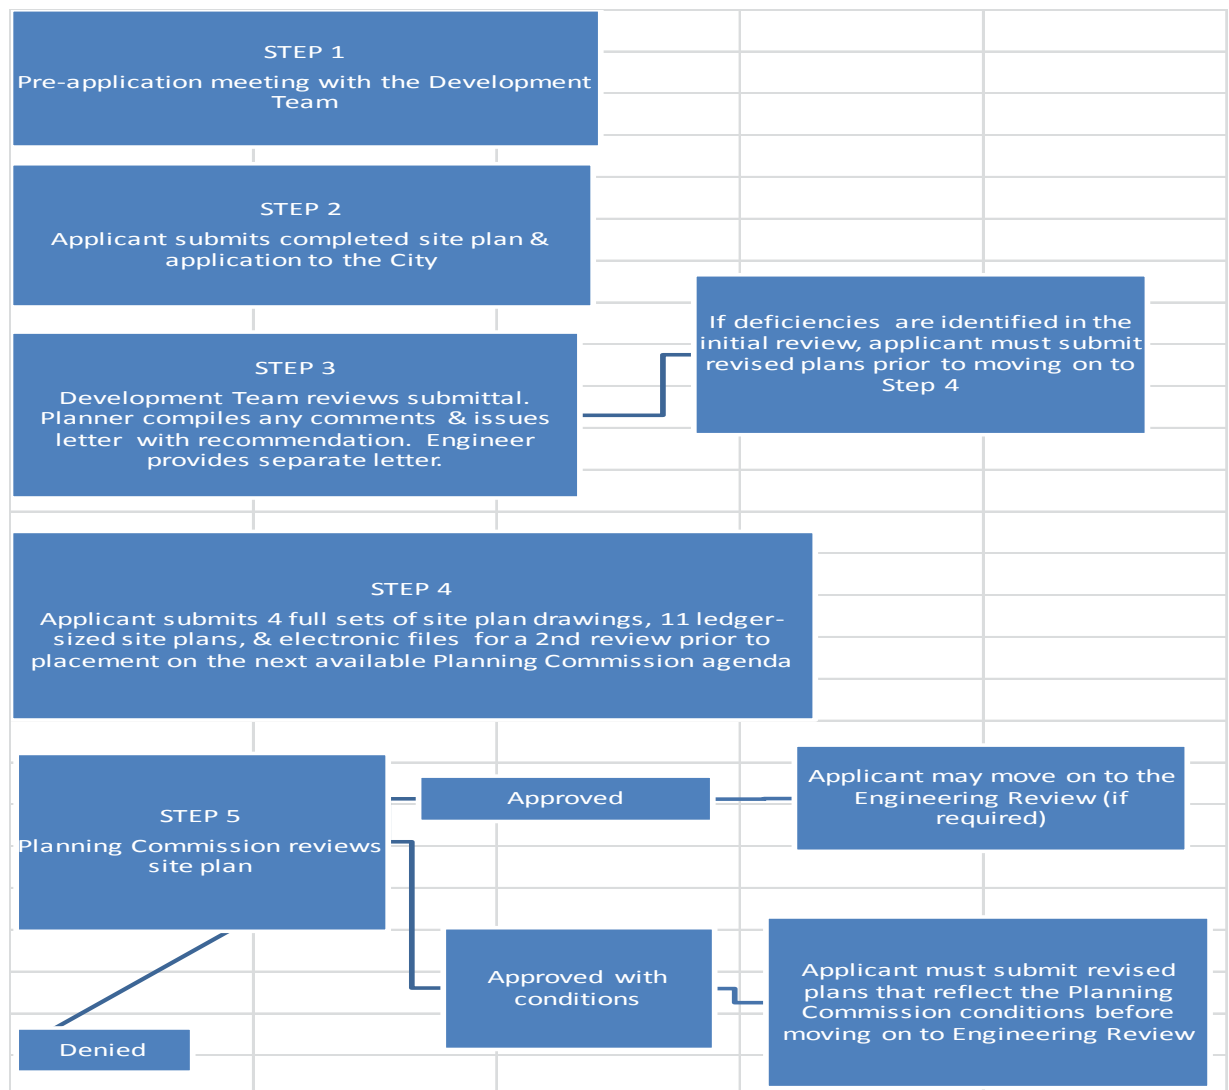 STEP 1
Pre-application meeting with the Development
Team
STEP 2
Applicant submits completed site plan &
application to the City
If deficiencies are identified in the
initial review, applicant must submit
revised plans prior to moving on to
Step 4
STEP 3
Development Team reviews submittal.
Planner compiles any comments & issues
letter with recommendation. Engineer
provides separate letter.
STEP 4
Applicant submits 4 full sets of site plan drawings, 11 ledger-
sized site plans, & electronic files for a 2nd review prior to
placement on the next available Planning Commission agenda
STEP 5
Planning Commission reviews
site plan
Approved
Applicant may move on to the
Engineering Review (if
required)
Approved with
conditions
Applicant must submit revised
plans that reflect the Planning
Commission conditions before
moving on to Engineering Review
Denied